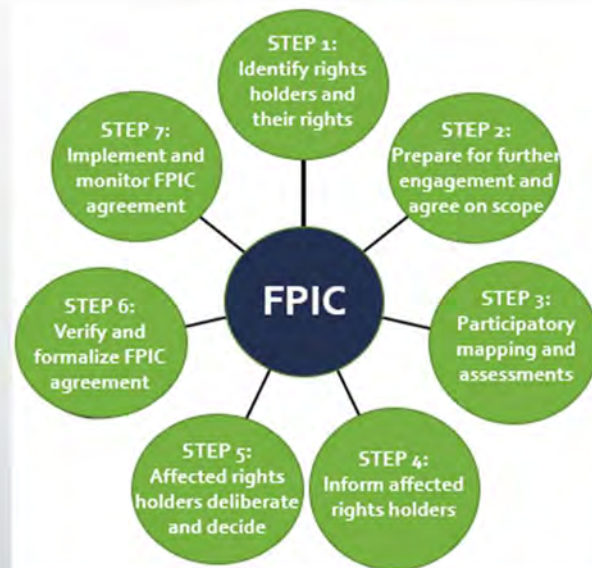 STEP 1:
Identify rights
holders and
their rights
STEP 2:
Prepare for further
engagement and
agree on scope
STEP 3:
Participatory
mapping and
assessments
STEP 4:
Inform affected
rights holders
STEP 5:
Affected rights
holders deliberate
and decide
STEP 6:
Verify and
formalize FPIC
agreement
STEP 7:
Implement and
monitor FPIC
agreement
FPIC